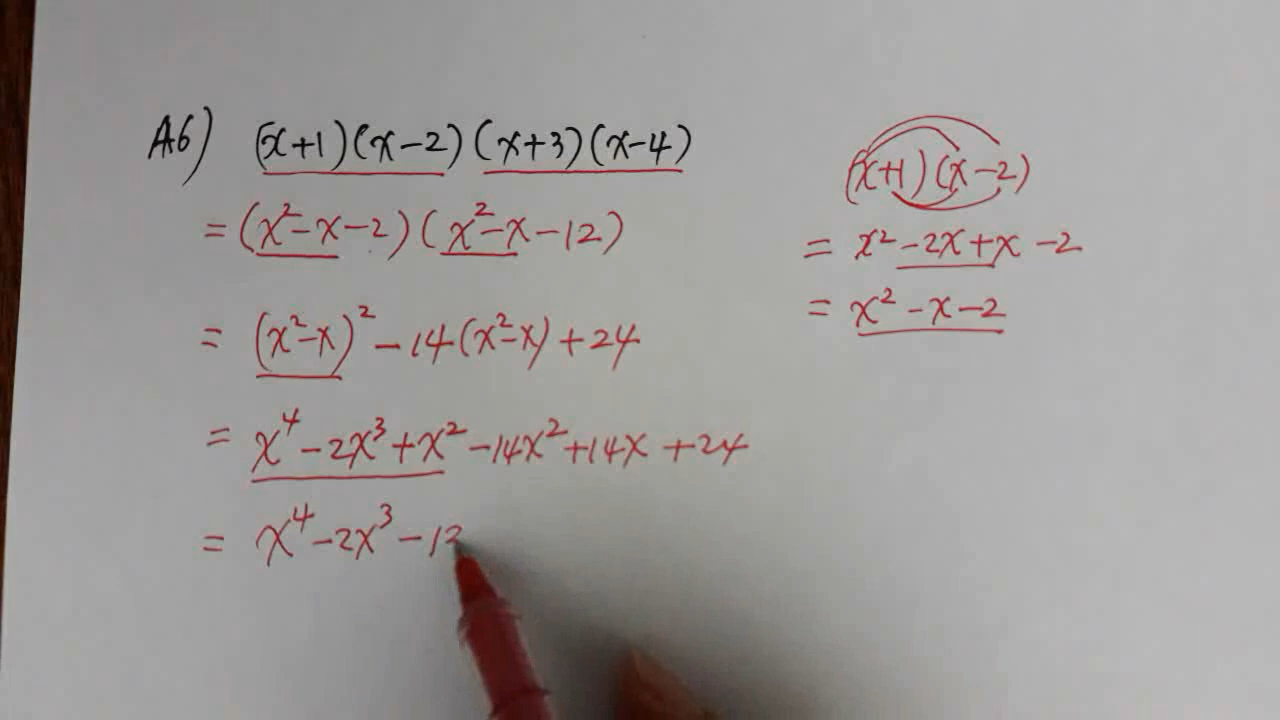 A6) (x+1)(x-2)(x+3)(x-4)
= (x²-x-2)(x²-x-12)
= (x²-x)² -14(x²-x)+24
= x⁴-2x³+x²-14x²+14x+24
= x⁴-2x³-13
(x+1)(x-2)
= x²-2x+x-2
= x²-x-2